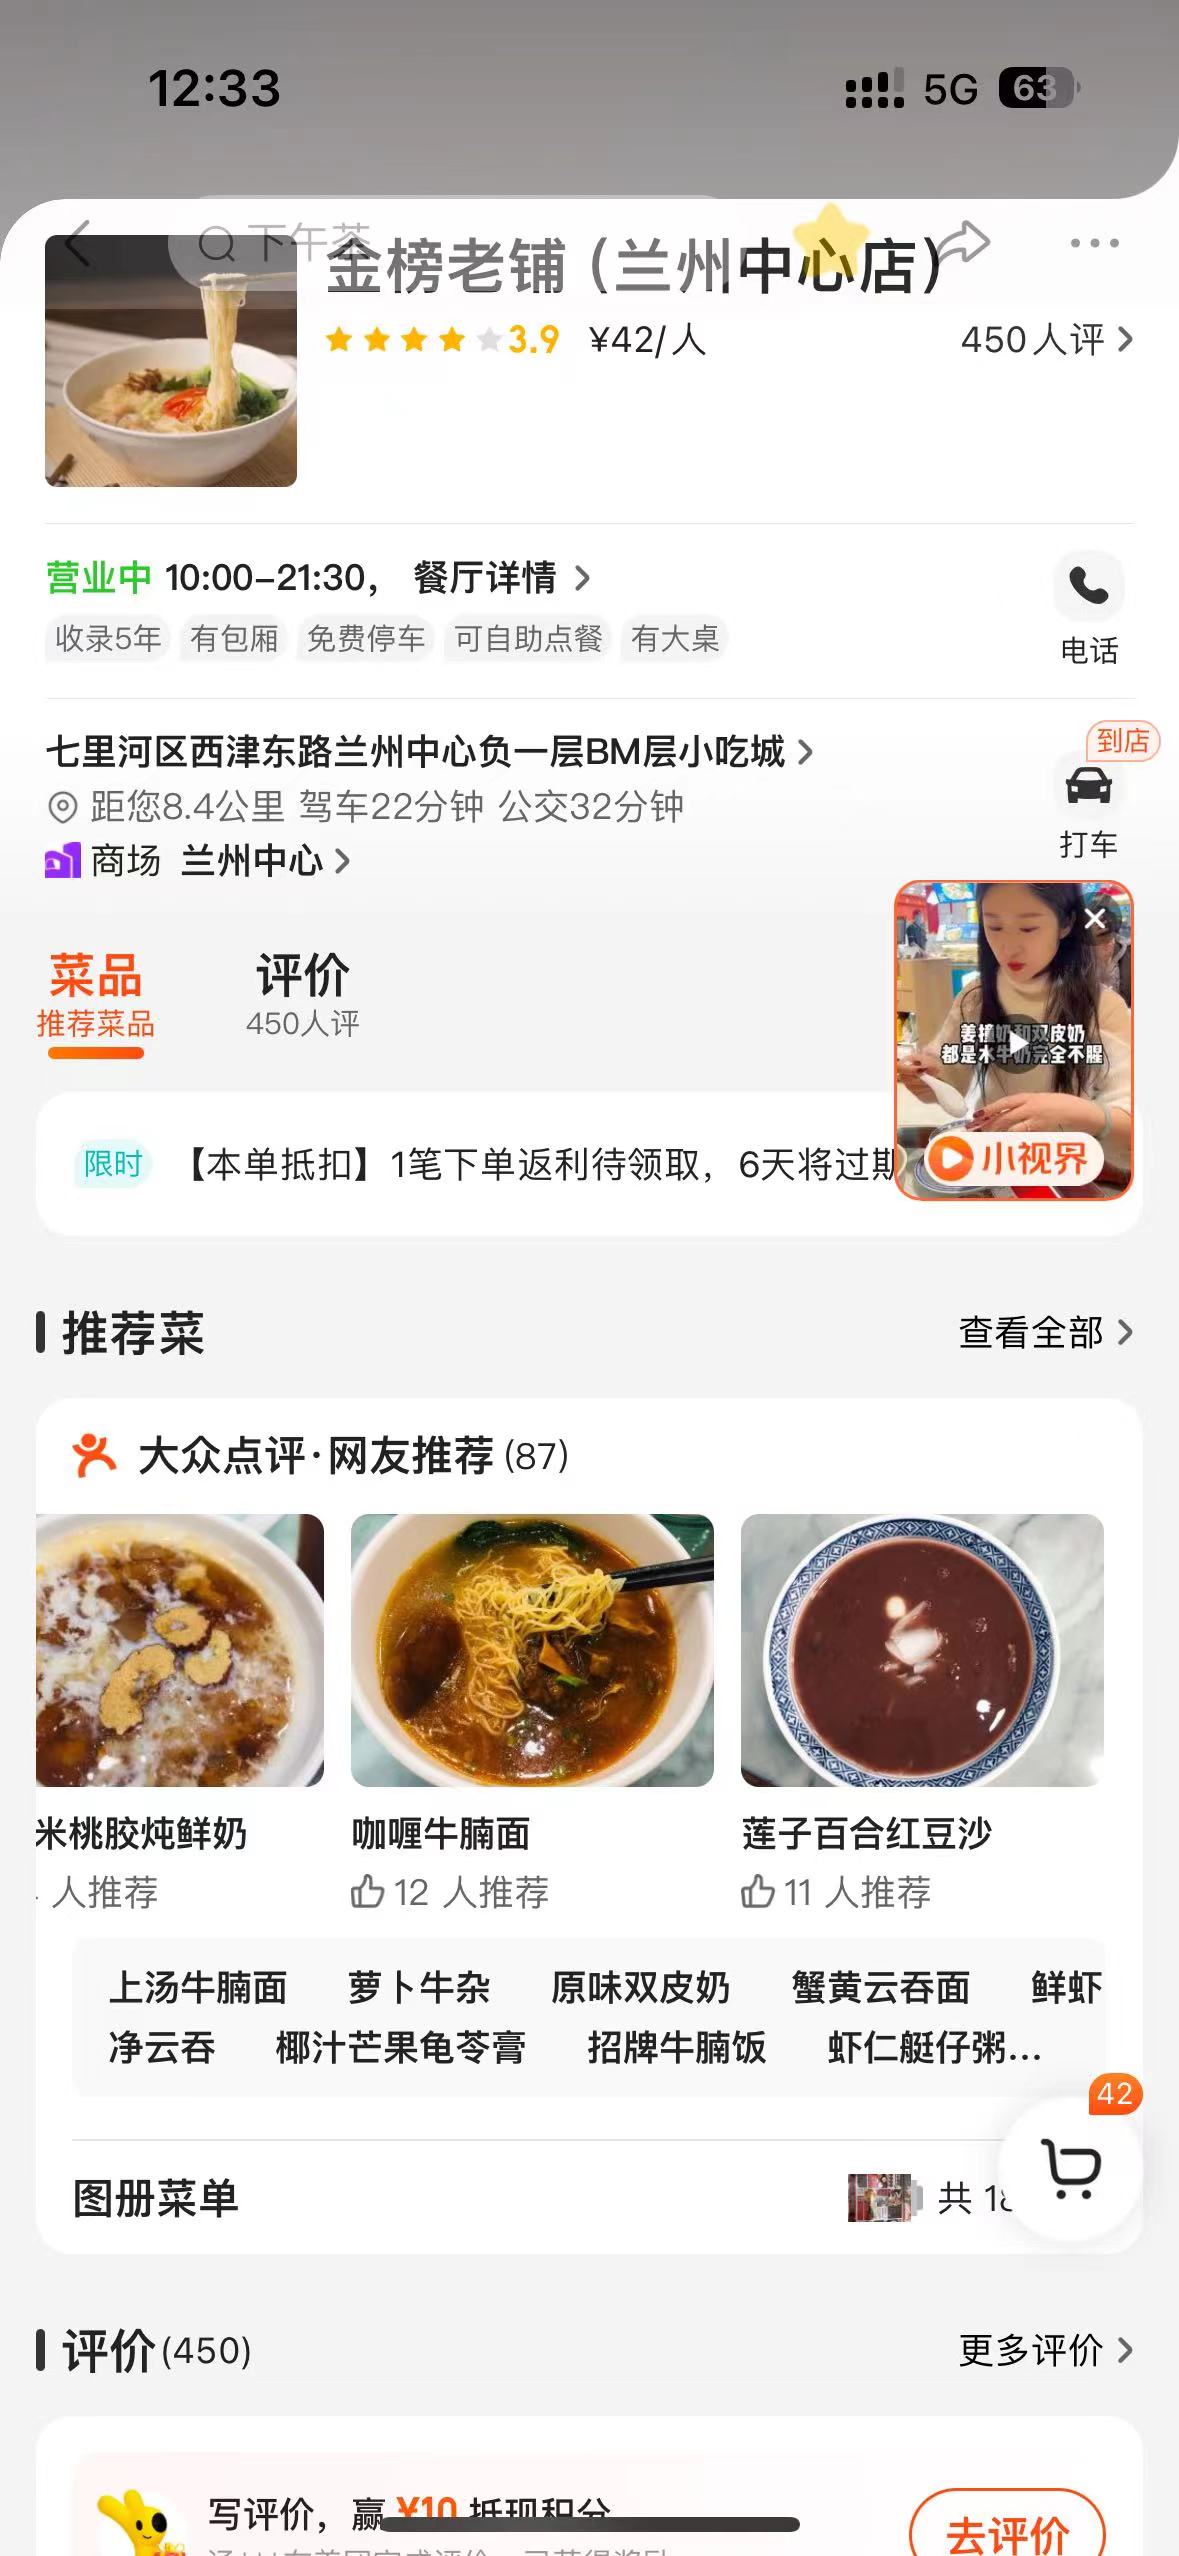 12:33
5G 63
下午茶
金榜老铺（兰州中心店）
3.9 ¥42/人 450人评
营业中 10:00-21:30， 餐厅详情
收录5年 有包厢 免费停车 可自助点餐 有大桌
电话
七里河区西津东路兰州中心负一层BM层小吃城
到店
距您8.4公里 驾车22分钟 公交32分钟
打车
商场 兰州中心
菜品 评价
推荐菜品 450人评
姜撞奶和双皮奶
都是水牛奶完全不腥
小视界
限时 【本单抵扣】1笔下单返利待领取，6天将过期
推荐菜 查看全部
大众点评·网友推荐(87)
米桃胶炖鲜奶 咖喱牛腩面 莲子百合红豆沙
人推荐 12 人推荐 11 人推荐
上汤牛腩面 萝卜牛杂 原味双皮奶 蟹黄云吞面 鲜虾
净云吞 椰汁芒果龟苓膏 招牌牛腩饭 虾仁艇仔粥...
42
图册菜单 共
评价(450) 更多评价
写评价，赢¥10抵现积分
去评价